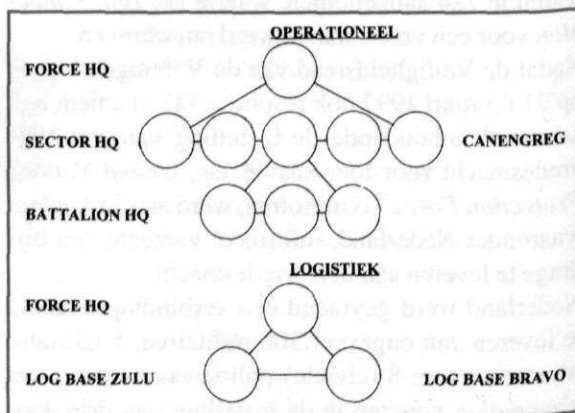 OPERATIONEEL
FORCE HQ
SECTOR HQ
CANENGREG
BATTALION HQ
LOGISTIEK
FORCE HQ
LOG BASE ZULU
LOG BASE BRAVO